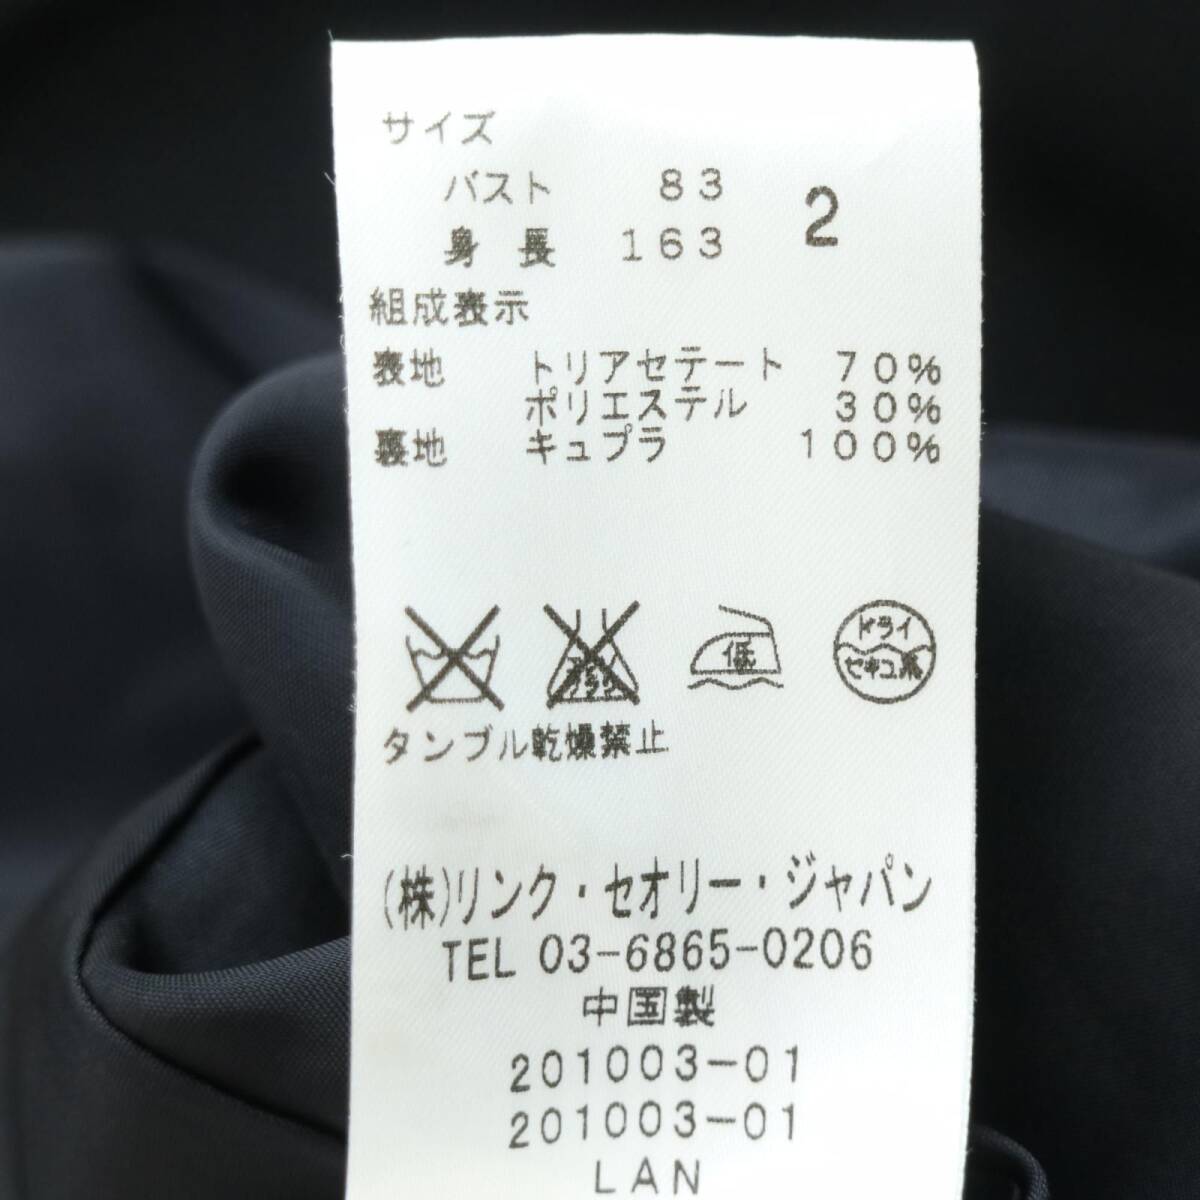 サイズ
バスト 83 2
身長 163
組成表示
表地 トリアセテート 70%
ポリエステル 30%
裏地 キュプラ 100%
低
ドライ
セキユ系
タンブル乾燥禁止
(株)リンク・セオリー・ジャパン
TEL 03-6865-0206
中国製
201003-01
201003-01
LAN